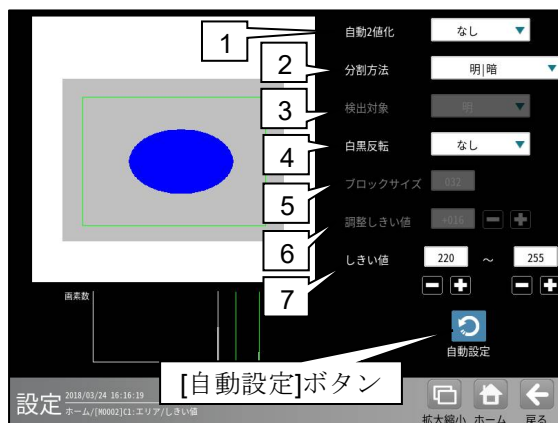 1
自動2値化
なし
2
分割方法
明|暗
3
検出対象
明
4
白黒反転
なし
5
ブロックサイズ
032
6
調整しきい値
+016
7
しきい値
220
～
255
画素数
自動設定
[自動設定]ボタン
設定
2018/03/24 16:16:19
ホーム/[M0002]C1:エリア/しきい値
拡大縮小
ホーム
戻る